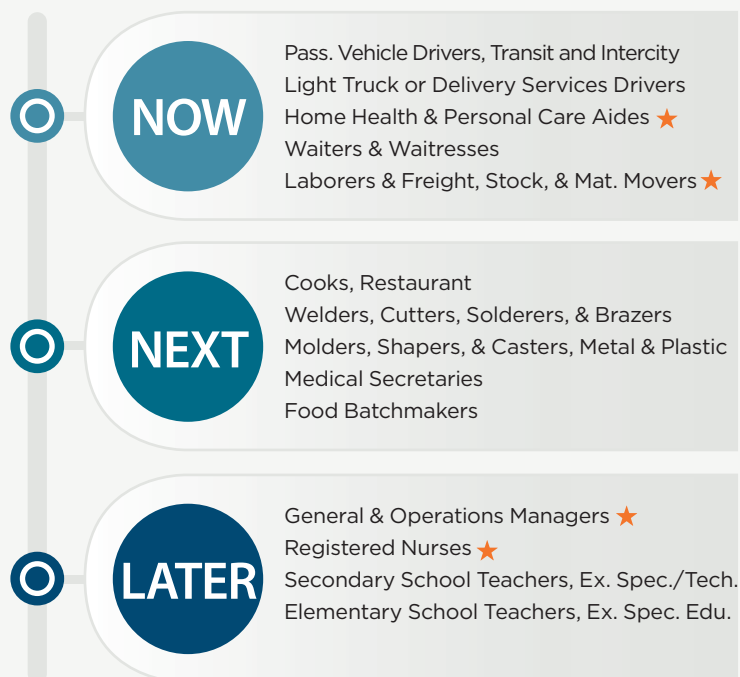 NOW
Pass. Vehicle Drivers, Transit and Intercity
Light Truck or Delivery Services Drivers
Home Health & Personal Care Aides
Waiters & Waitresses
Laborers & Freight, Stock, & Mat. Movers
NEXT
Cooks, Restaurant
Welders, Cutters, Solderers, & Brazers
Molders, Shapers, & Casters, Metal & Plastic
Medical Secretaries
Food Batchmakers
LATER
General & Operations Managers
Registered Nurses
Secondary School Teachers, Ex. Spec./Tech.
Elementary School Teachers, Ex. Spec. Edu.